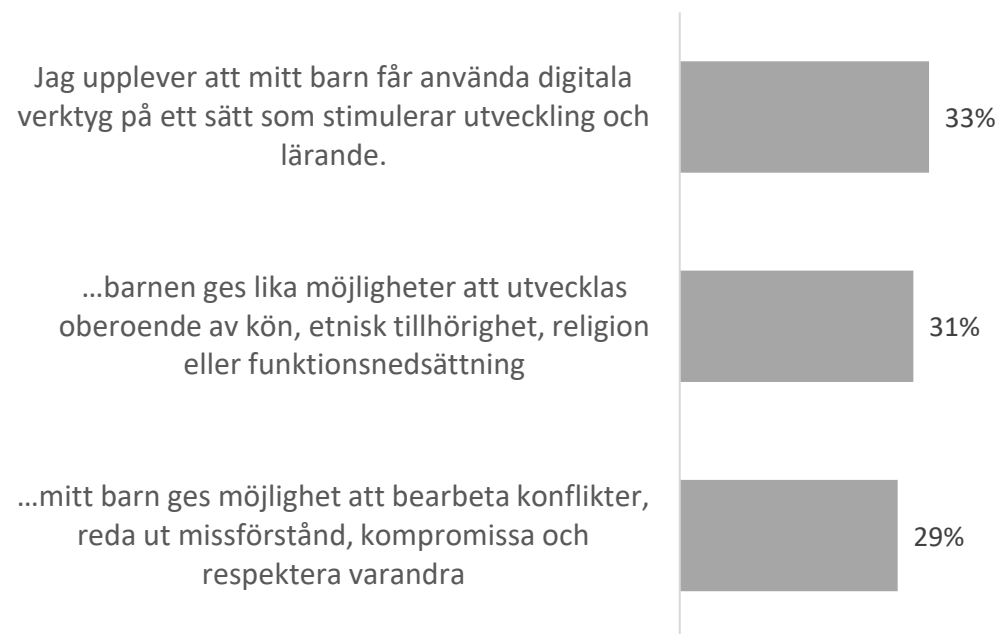 Jag upplever att mitt barn får använda digitala
verktyg på ett sätt som stimulerar utveckling och
lärande.
33%
…barnen ges lika möjligheter att utvecklas
oberoende av kön, etnisk tillhörighet, religion
eller funktionsnedsättning
31%
…mitt barn ges möjlighet att bearbeta konflikter,
reda ut missförstånd, kompromissa och
respektera varandra
29%